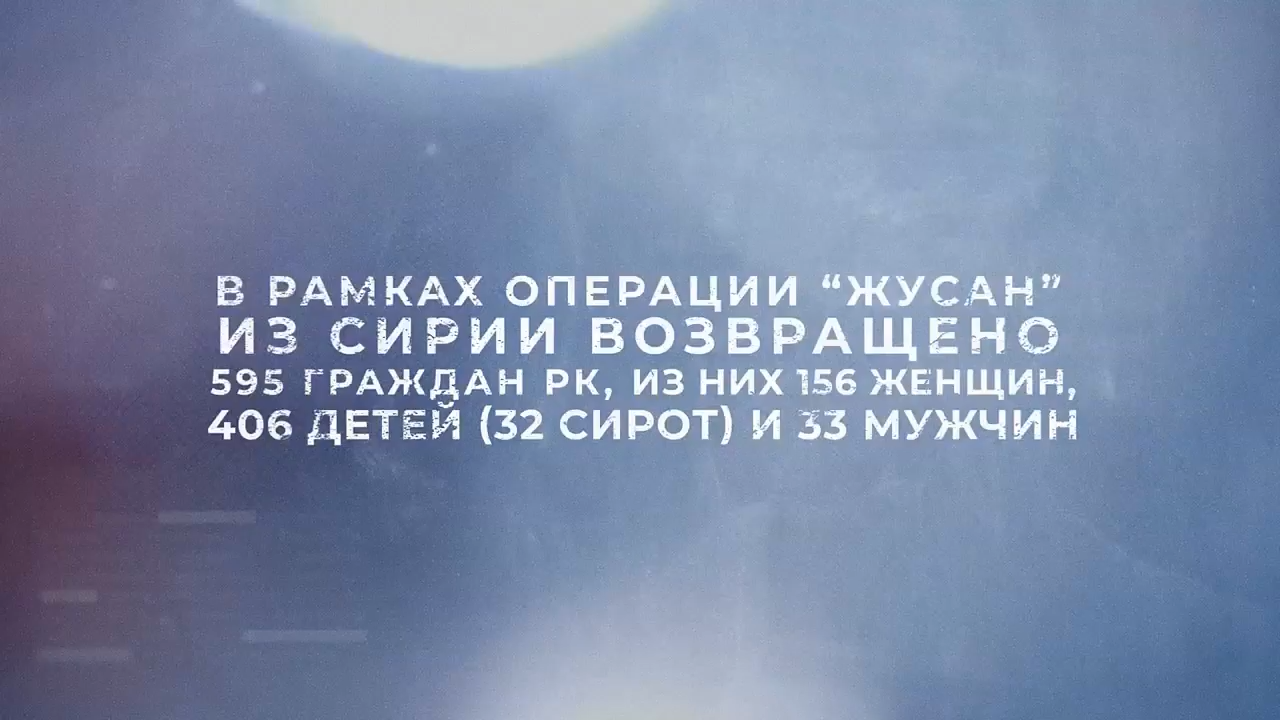 В РАМКАХ ОПЕРАЦИИ “ЖУСАН”
ИЗ СИРИИ ВОЗВРАЩЕНО
595 ГРАЖДАН РК, ИЗ НИХ 156 ЖЕНЩИН,
406 ДЕТЕЙ (32 СИРОТ) И 33 МУЖЧИН